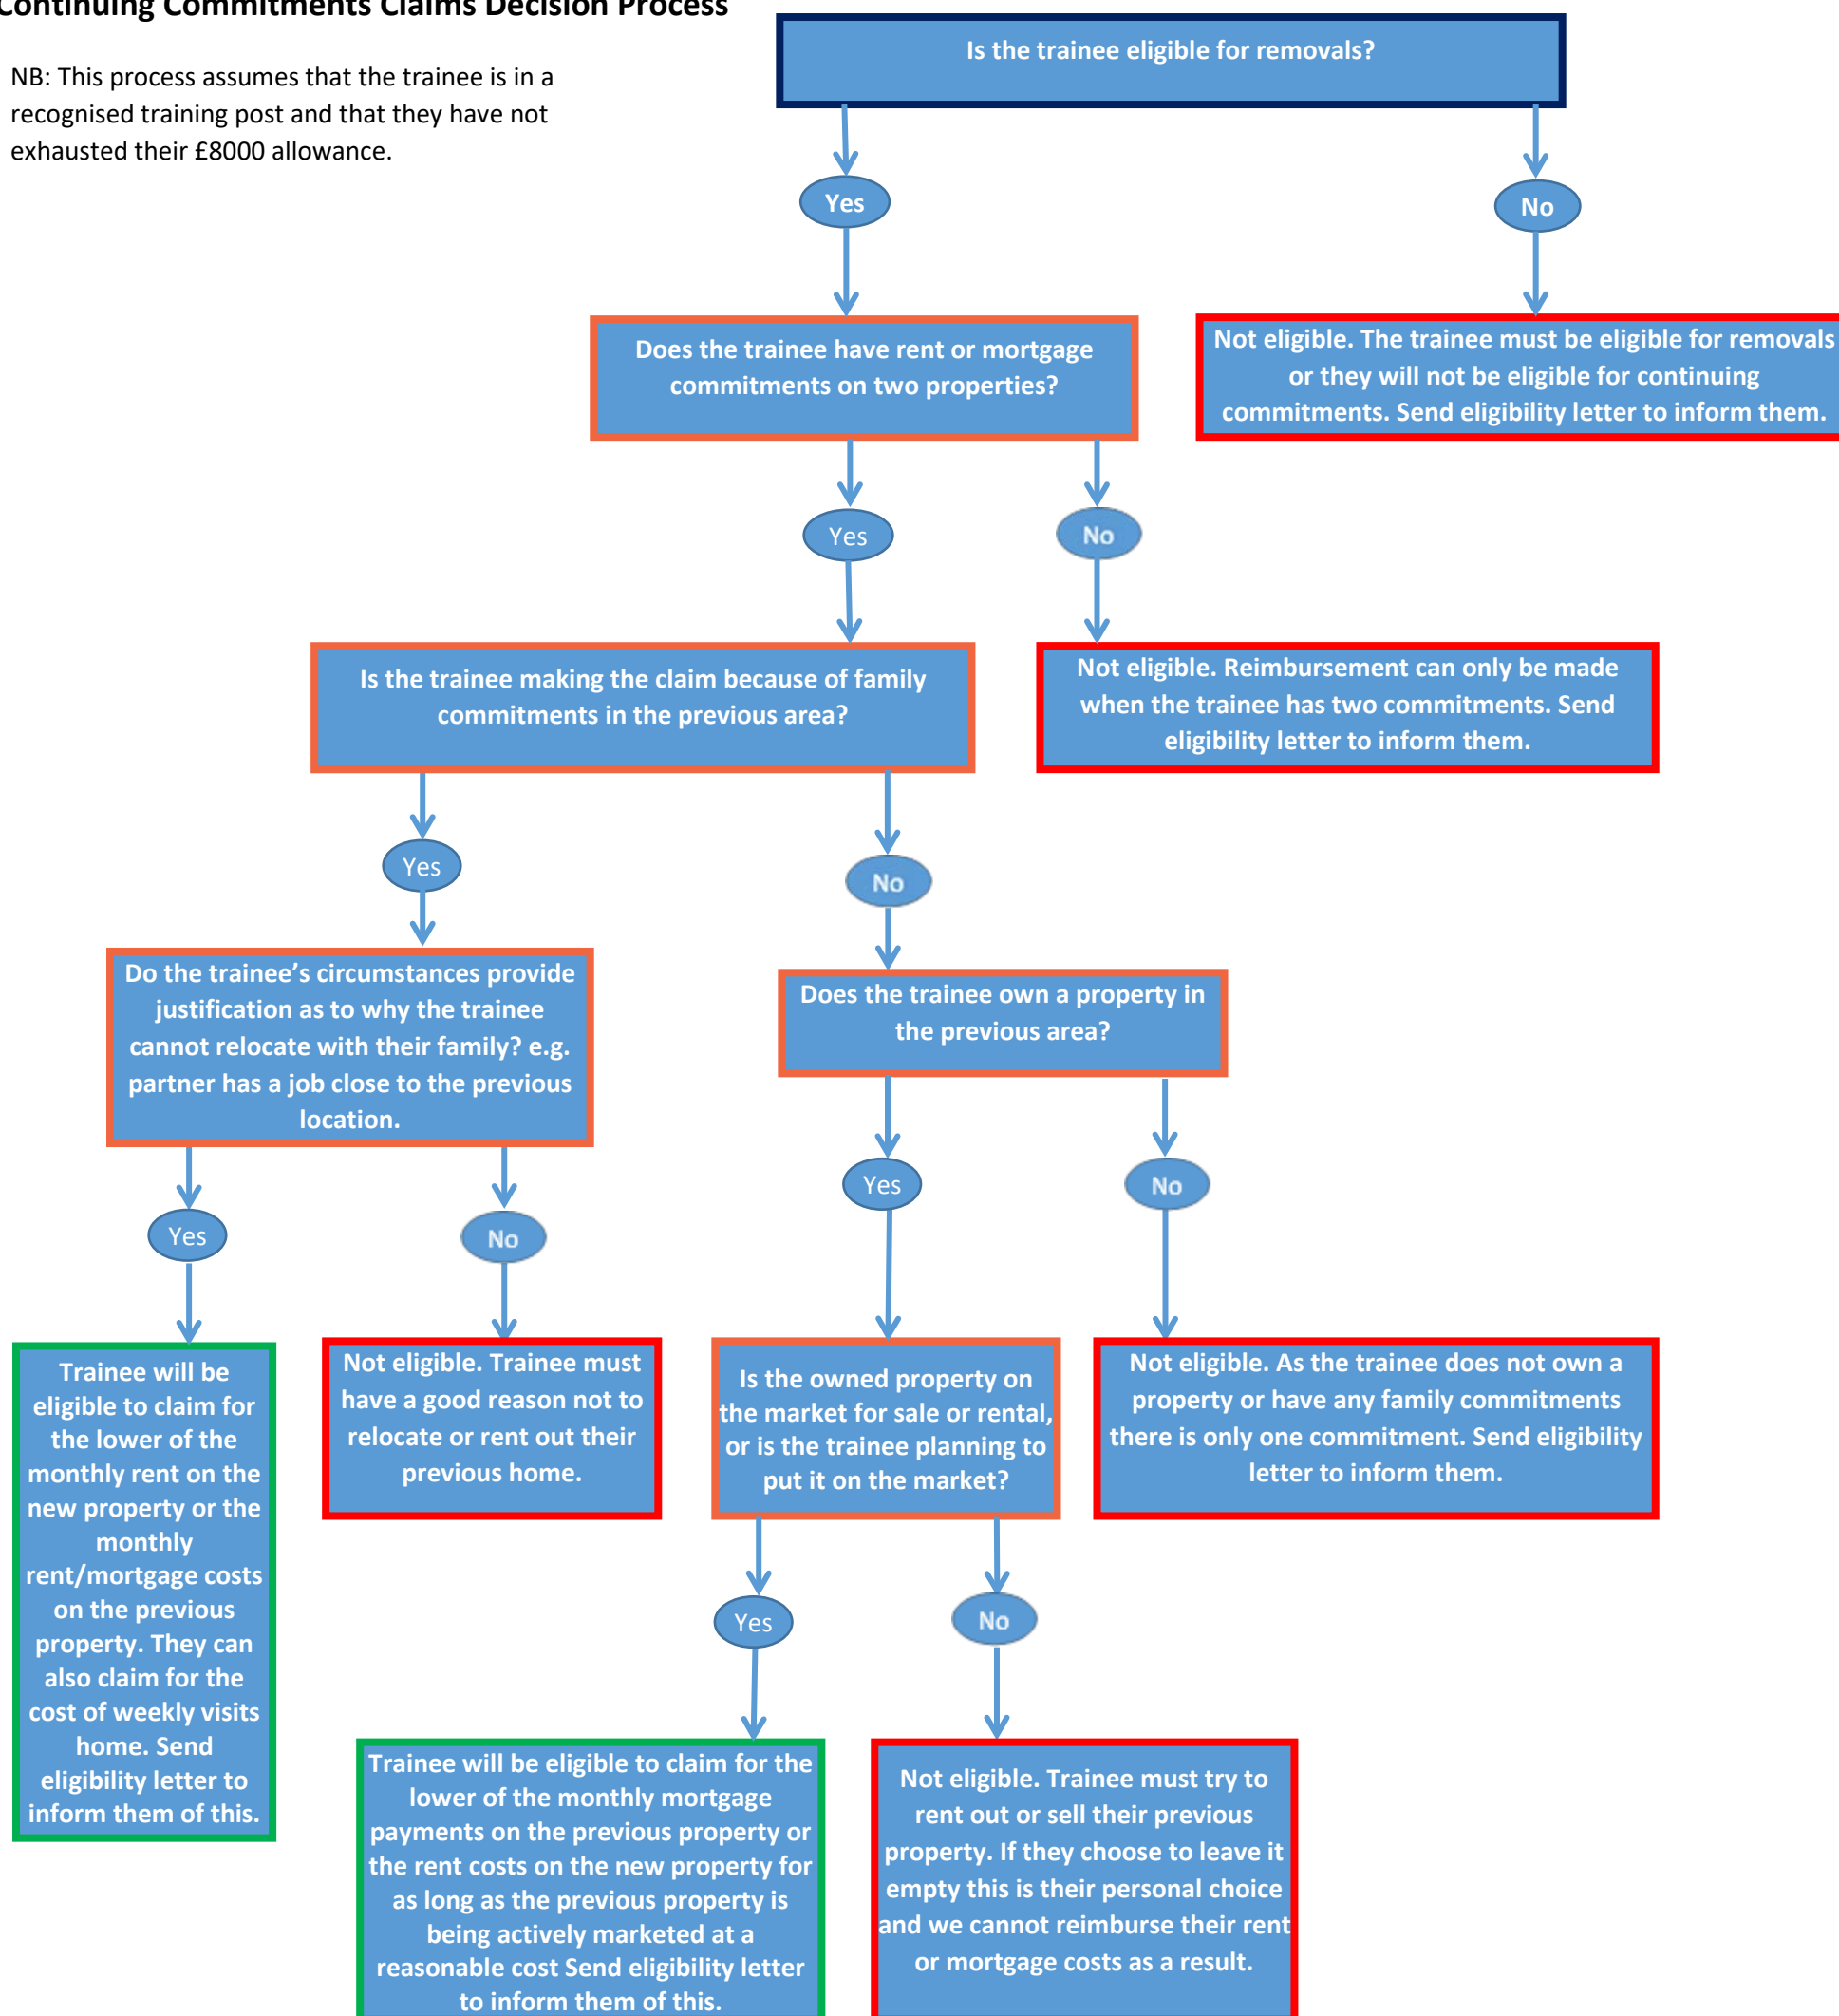 Continuing Commitments Claims Decision Process
NB: This process assumes that the trainee is in a
recognised training post and that they have not
exhausted their £8000 allowance.
Is the trainee eligible for removals?
Yes
No
Does the trainee have rent or mortgage
commitments on two properties?
Not eligible. The trainee must be eligible for removals
or they will not be eligible for continuing
commitments. Send eligibility letter to inform them.
Yes
No
Is the trainee making the claim because of family
commitments in the previous area?
Not eligible. Reimbursement can only be made
when the trainee has two commitments. Send
eligibility letter to inform them.
Yes
No
Do the trainee’s circumstances provide
justification as to why the trainee
cannot relocate with their family? e.g.
partner has a job close to the previous
location.
Does the trainee own a property in
the previous area?
Yes
No
Yes
No
Trainee will be
eligible to claim for
the lower of the
monthly rent on the
new property or the
monthly
rent/mortgage costs
on the previous
property. They can
also claim for the
cost of weekly visits
home. Send
eligibility letter to
inform them of this.
Not eligible. Trainee must
have a good reason not to
relocate or rent out their
previous home.
Is the owned property on
the market for sale or rental,
or is the trainee planning to
put it on the market?
Not eligible. As the trainee does not own a
property or have any family commitments
there is only one commitment. Send eligibility
letter to inform them.
Yes
No
Trainee will be eligible to claim for the
lower of the monthly mortgage
payments on the previous property or
the rent costs on the new property for
as long as the previous property is
being actively marketed at a
reasonable cost Send eligibility letter
to inform them of this.
Not eligible. Trainee must try to
rent out or sell their previous
property. If they choose to leave it
empty this is their personal choice
and we cannot reimburse their rent
or mortgage costs as a result.